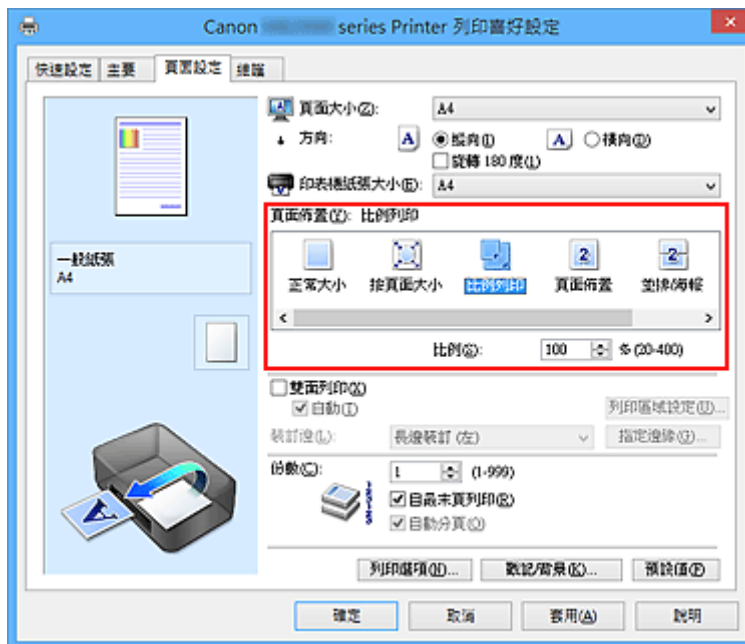 Canon series Printer 列印喜好設定
快速設定 主要 頁面設定 維護
頁面大小(Z): A4
方向: A 縱向(I) A 橫向(D)
旋轉 180 度(L)
印表機紙張大小(E): A4
頁面佈置(Y): 比例列印
正常大小 按頁面大小 比例列印 頁面佈置 並排/海報
比例(S): 100 % (20-400)
一般紙張
A4
雙面列印(X)
自動(T) 列印區域設定(U)...
裝訂邊(L): 長邊裝訂 (左) 指定邊緣(G)...
份數(C): 1 (1-999)
自最末頁列印(R)
自動分頁(O)
列印選項(N)... 戳記/背景(K)... 預設值(F)
確定 取消 套用(A) 說明